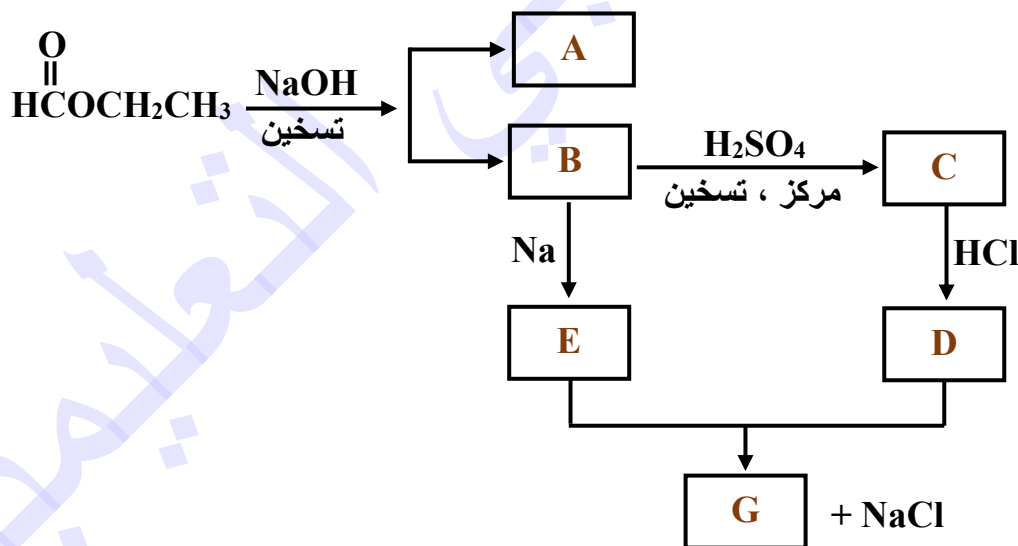 O
||
HCOCH₂CH₃
NaOH
تسخين
A
B
H₂SO₄
مركز ، تسخين
C
Na
HCl
E
D
G
+ NaCl